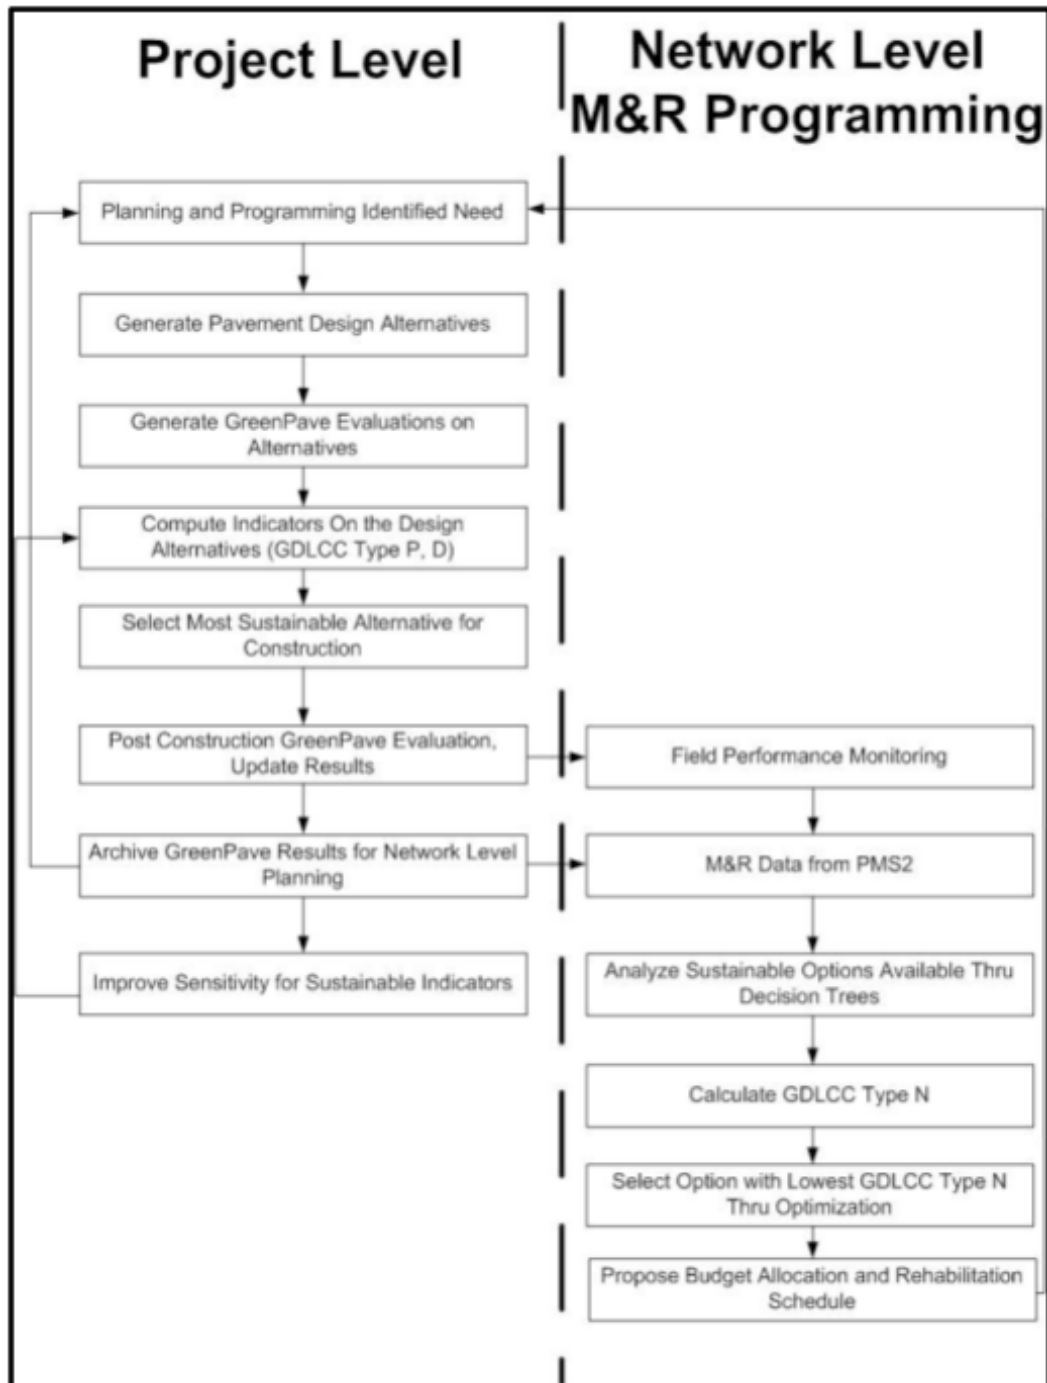 Project Level
Network Level
M&R Programming
Planning and Programming Identified Need
Generate Pavement Design Alternatives
Generate GreenPave Evaluations on
Alternatives
Compute Indicators On the Design
Alternatives (GDLCC Type P, D)
Select Most Sustainable Alternative for
Construction
Post Construction GreenPave Evaluation,
Update Results
Archive GreenPave Results for Network Level
Planning
Improve Sensitivity for Sustainable Indicators
Field Performance Monitoring
M&R Data from PMS2
Analyze Sustainable Options Available Thru
Decision Trees
Calculate GDLCC Type N
Select Option with Lowest GDLCC Type N
Thru Optimization
Propose Budget Allocation and Rehabilitation
Schedule